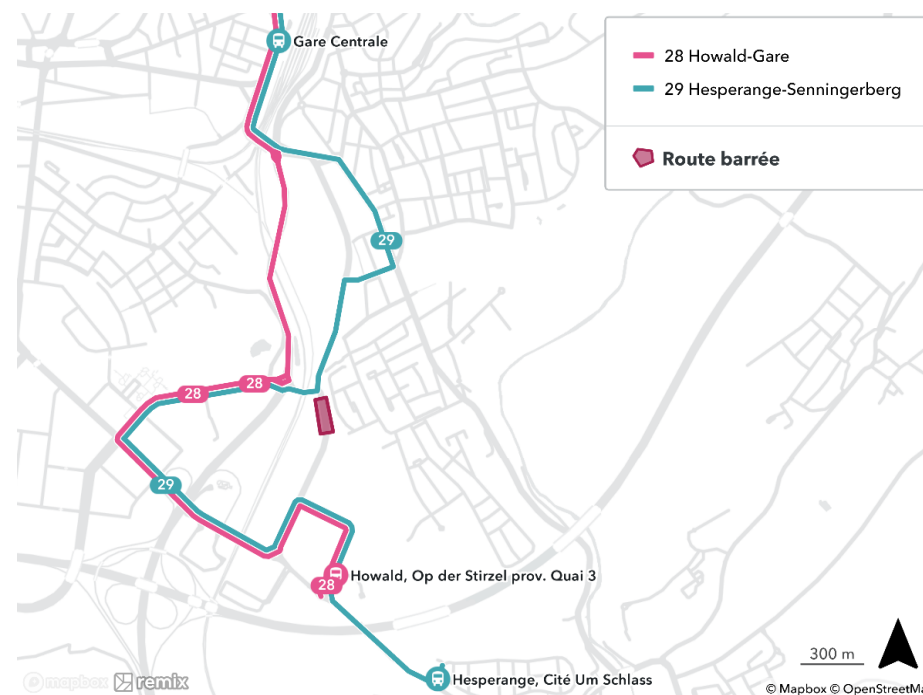 Gare Centrale
28 Howald-Gare
29 Hesperange-Senningerberg
Route barrée
29
28
28
29
Howald, Op der Stirzel prov. Quai 3
28
Hesperange, Cité Um Schlass
300 m
mapbox
remix
© Mapbox © OpenStreetMa